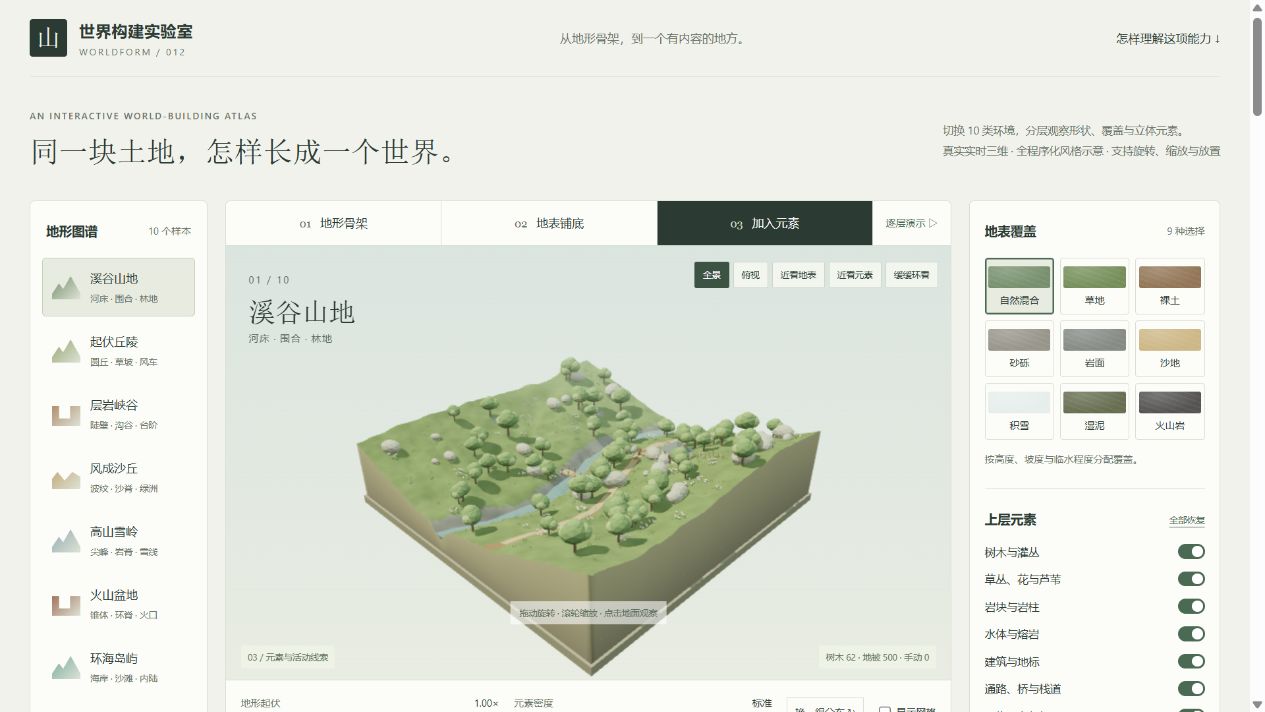 山
世界构建实验室
WORLDFORM / 012
从地形骨架，到一个有内容的地方。
怎样理解这项能力 ↓
AN INTERACTIVE WORLD-BUILDING ATLAS
同一块土地，怎样长成一个世界。
切换 10 类环境，分层观察形状、覆盖与立体元素。
真实实时三维 · 全程序化风格示意 · 支持旋转、缩放与放置
地形图谱
10 个样本
溪谷山地
河床 · 围合 · 林地
起伏丘陵
圆丘 · 草坡 · 风车
层岩峡谷
陡壁 · 沟谷 · 台阶
风成沙丘
波纹 · 沙脊 · 绿洲
高山雪岭
尖峰 · 岩脊 · 雪线
火山盆地
锥体 · 环脊 · 火口
环海岛屿
海岸 · 沙滩 · 内陆
01 地形骨架
02 地表铺底
03 加入元素
逐层演示 ▷
01 / 10
溪谷山地
河床 · 围合 · 林地
全景
俯视
近看地表
近看元素
缓缓环看
拖动旋转 · 滚轮缩放 · 点击地面观察
03 / 元素与活动线索
树木 62 · 地被 500 · 手动 0
地形起伏
1.00×
元素密度
标准
地表覆盖
9 种选择
自然混合
草地
裸土
砂砾
岩面
沙地
积雪
湿泥
火山岩
按高度、坡度与临水程度分配覆盖。
上层元素
全部恢复
树木与灌丛
草丛、花与芦苇
岩块与岩柱
水体与熔岩
建筑与地标
通路、桥与栈道